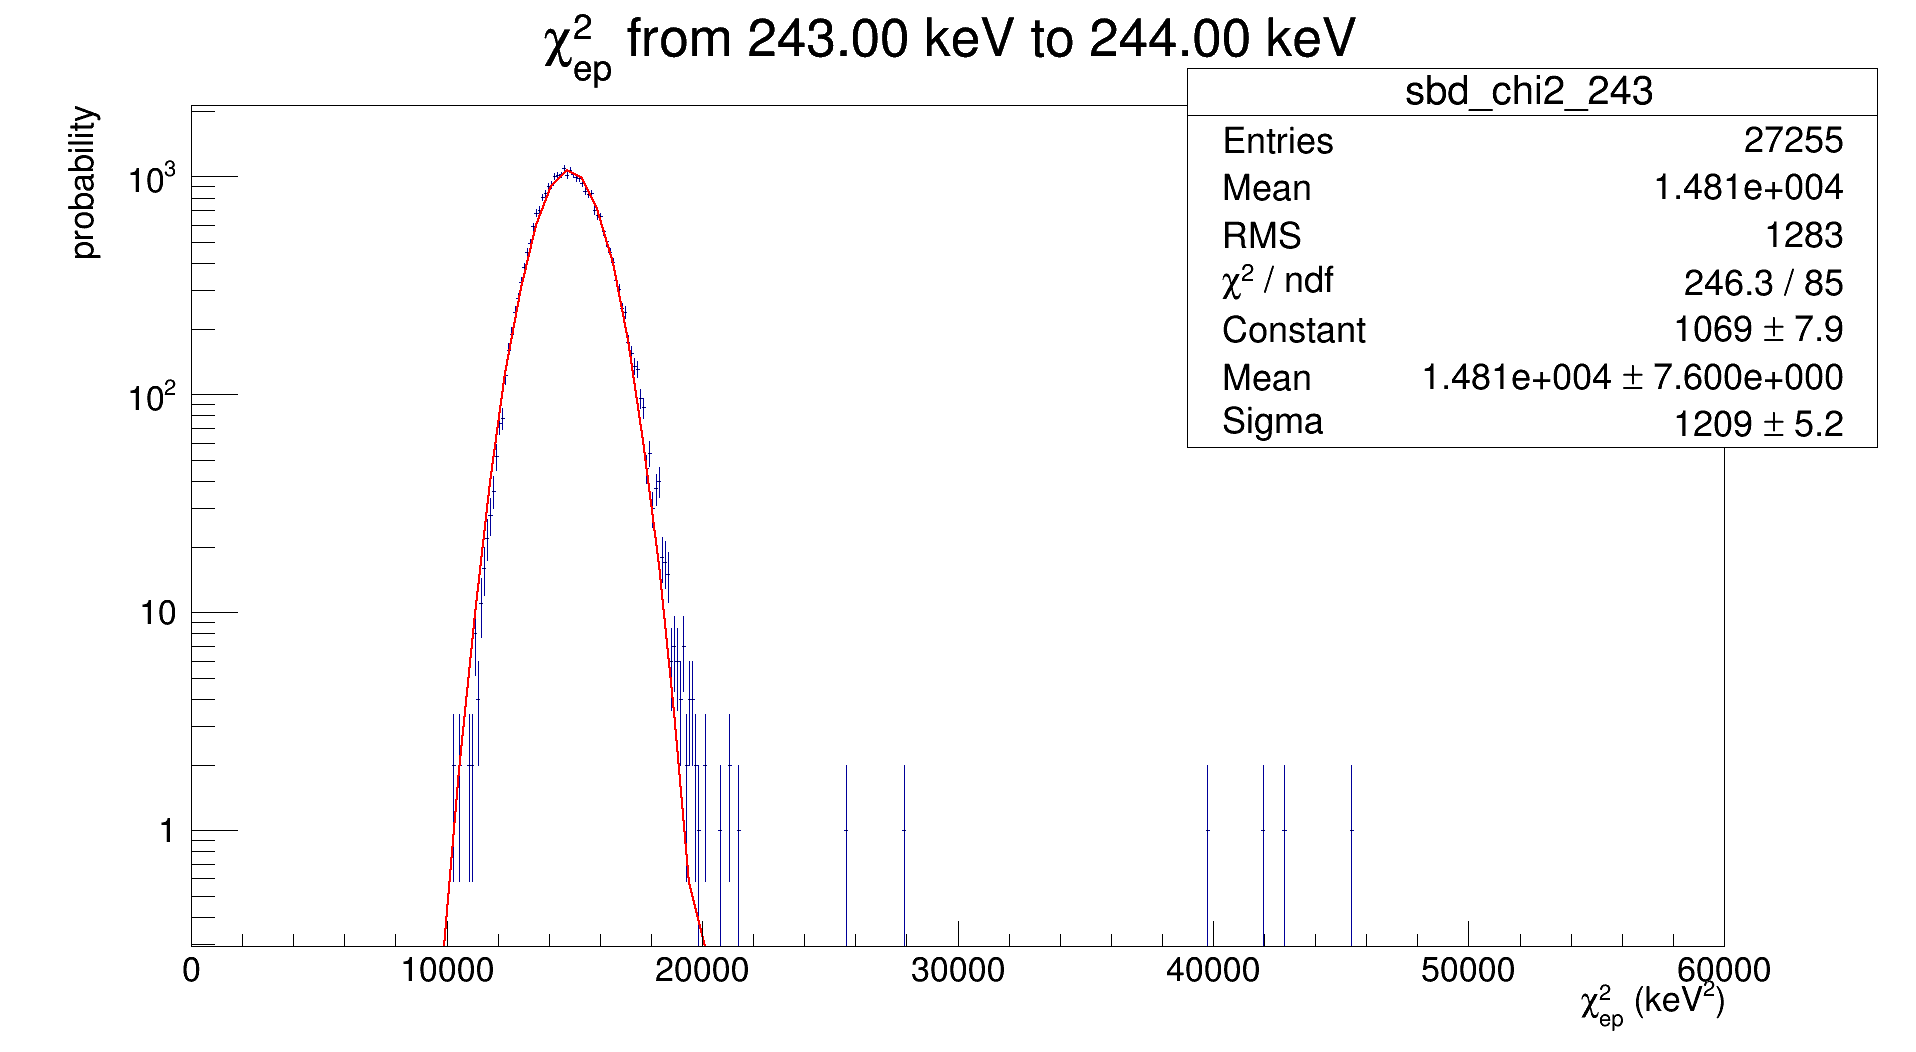 χ²ep from 243.00 keV to 244.00 keV
sbd_chi2_243
Entries 27255
Mean 1.481e+004
RMS 1283
χ² / ndf 246.3 / 85
Constant 1069 ± 7.9
Mean 1.481e+004 ± 7.600e+000
Sigma 1209 ± 5.2
probability
10³
10²
10
1
0 10000 20000 30000 40000 50000 60000
χ²ep (keV²)